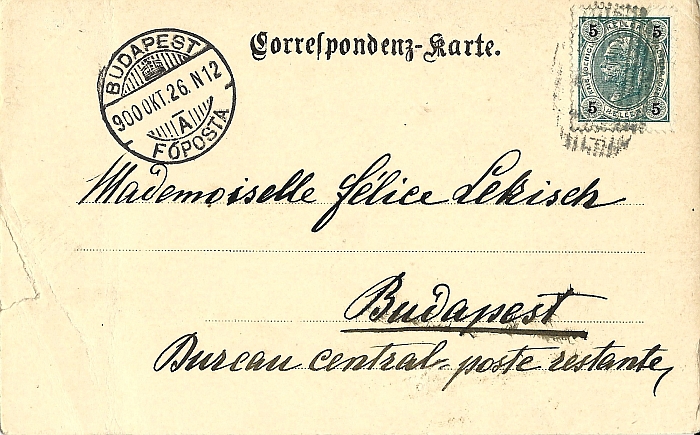 Correspondenz-Karte.
BUDAPEST
900 OKT. 26. N 12
A
FŐPOSTA
5 5
5 5
Mademoiselle Félice Lekisch
Budapest
Bureau central - poste restante,